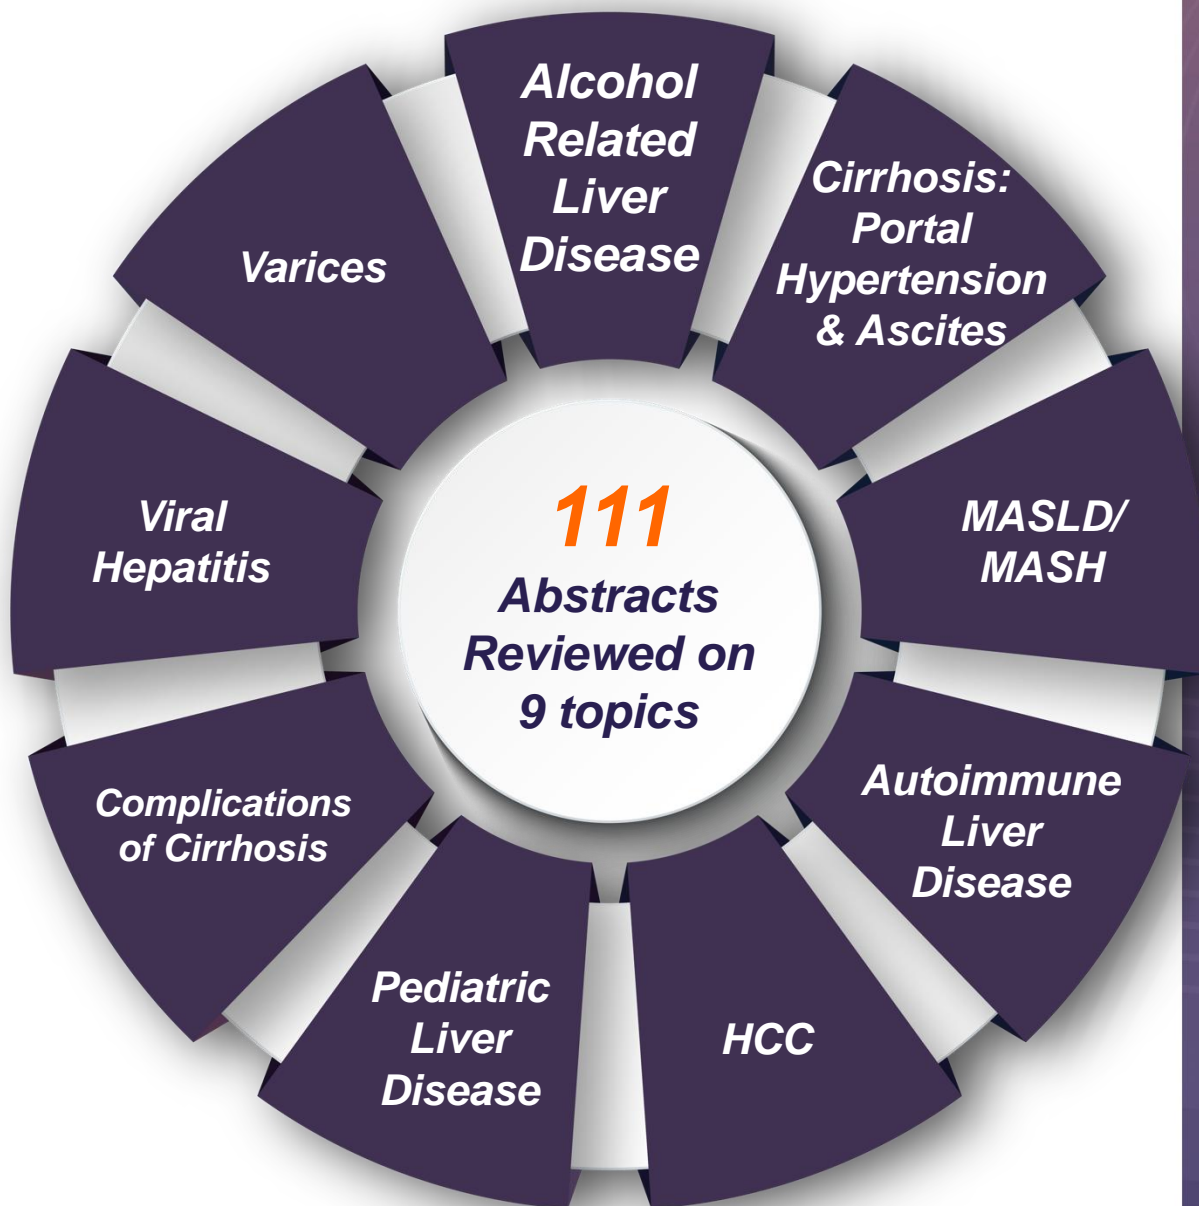 Alcohol
Related
Liver
Disease
Cirrhosis:
Portal
Hypertension
& Ascites
MASLD/
MASH
Autoimmune
Liver
Disease
HCC
Pediatric
Liver
Disease
Complications
of Cirrhosis
Viral
Hepatitis
Varices
111
Abstracts
Reviewed on
9 topics